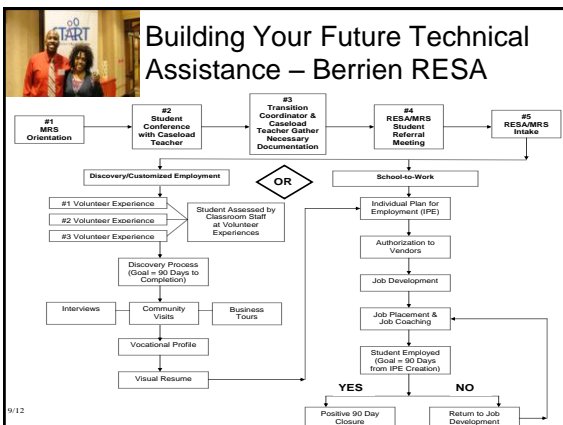 START
Building Your Future Technical
Assistance – Berrien RESA
#1
MRS
Orientation
#2
Student
Conference
with Caseload
Teacher
#3
Transition
Coordinator &
Caseload
Teacher Gather
Necessary
Documentation
#4
RESA/MRS
Student
Referral
Meeting
#5
RESA/MRS
Intake
Discovery/Customized Employment
OR
School-to-Work
#1 Volunteer Experience
#2 Volunteer Experience
#3 Volunteer Experience
Student Assessed by
Classroom Staff
at Volunteer
Experiences
Discovery Process
(Goal = 90 Days to
Completion)
Interviews
Community
Visits
Business
Tours
Vocational Profile
Visual Resume
Individual Plan for
Employment (IPE)
Authorization to
Vendors
Job Development
Job Placement &
Job Coaching
Student Employed
(Goal = 90 Days
from IPE Creation)
YES
NO
Positive 90 Day
Closure
Return to Job
Development
9/12